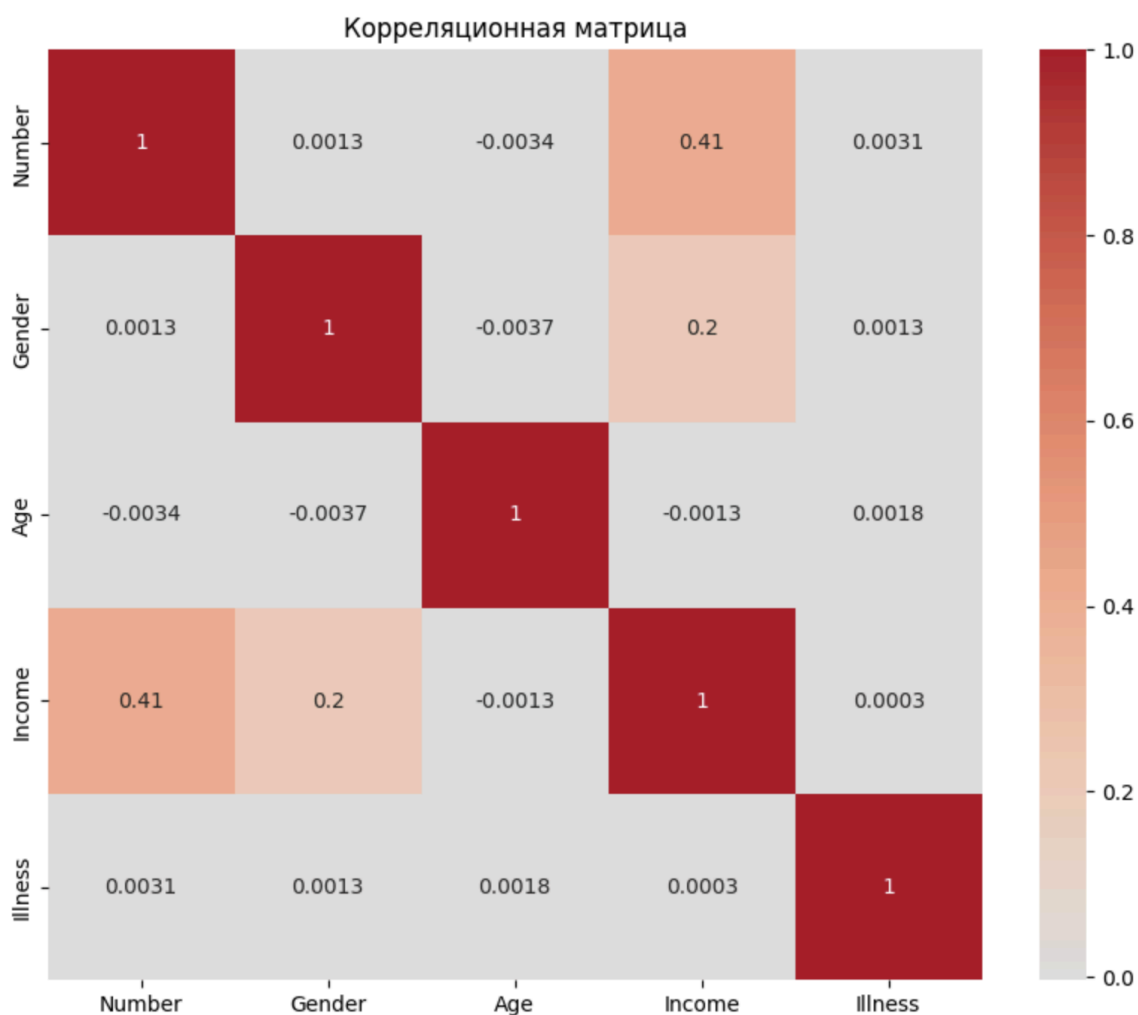 Корреляционная матрица
Number 1 0.0013 -0.0034 0.41 0.0031
Gender 0.0013 1 -0.0037 0.2 0.0013
Age -0.0034 -0.0037 1 -0.0013 0.0018
Income 0.41 0.2 -0.0013 1 0.0003
Illness 0.0031 0.0013 0.0018 0.0003 1
Number Gender Age Income Illness
1.0
0.8
0.6
0.4
0.2
0.0